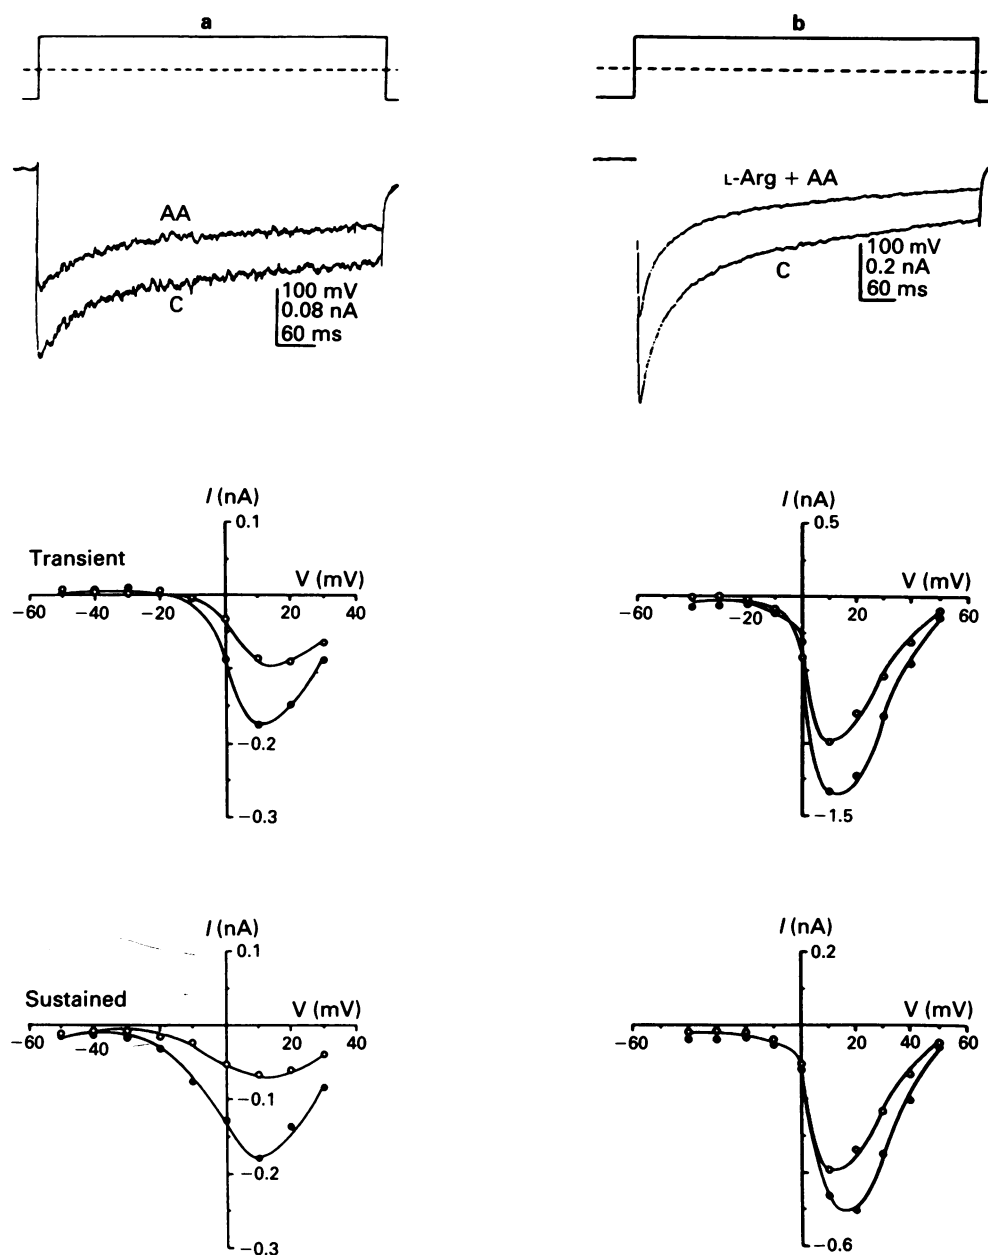 a
b
AA
C
100 mV
0.08 nA
60 ms
L-Arg + AA
C
100 mV
0.2 nA
60 ms
I (nA)
0.1
Transient
V (mV)
−60
−40
−20
20
40
−0.2
−0.3
I (nA)
0.5
V (mV)
−60
−20
20
60
−1.5
I (nA)
0.1
Sustained
V (mV)
−60
−40
20
40
−0.1
−0.2
−0.3
I (nA)
0.2
V (mV)
−60
−20
20
60
−0.6